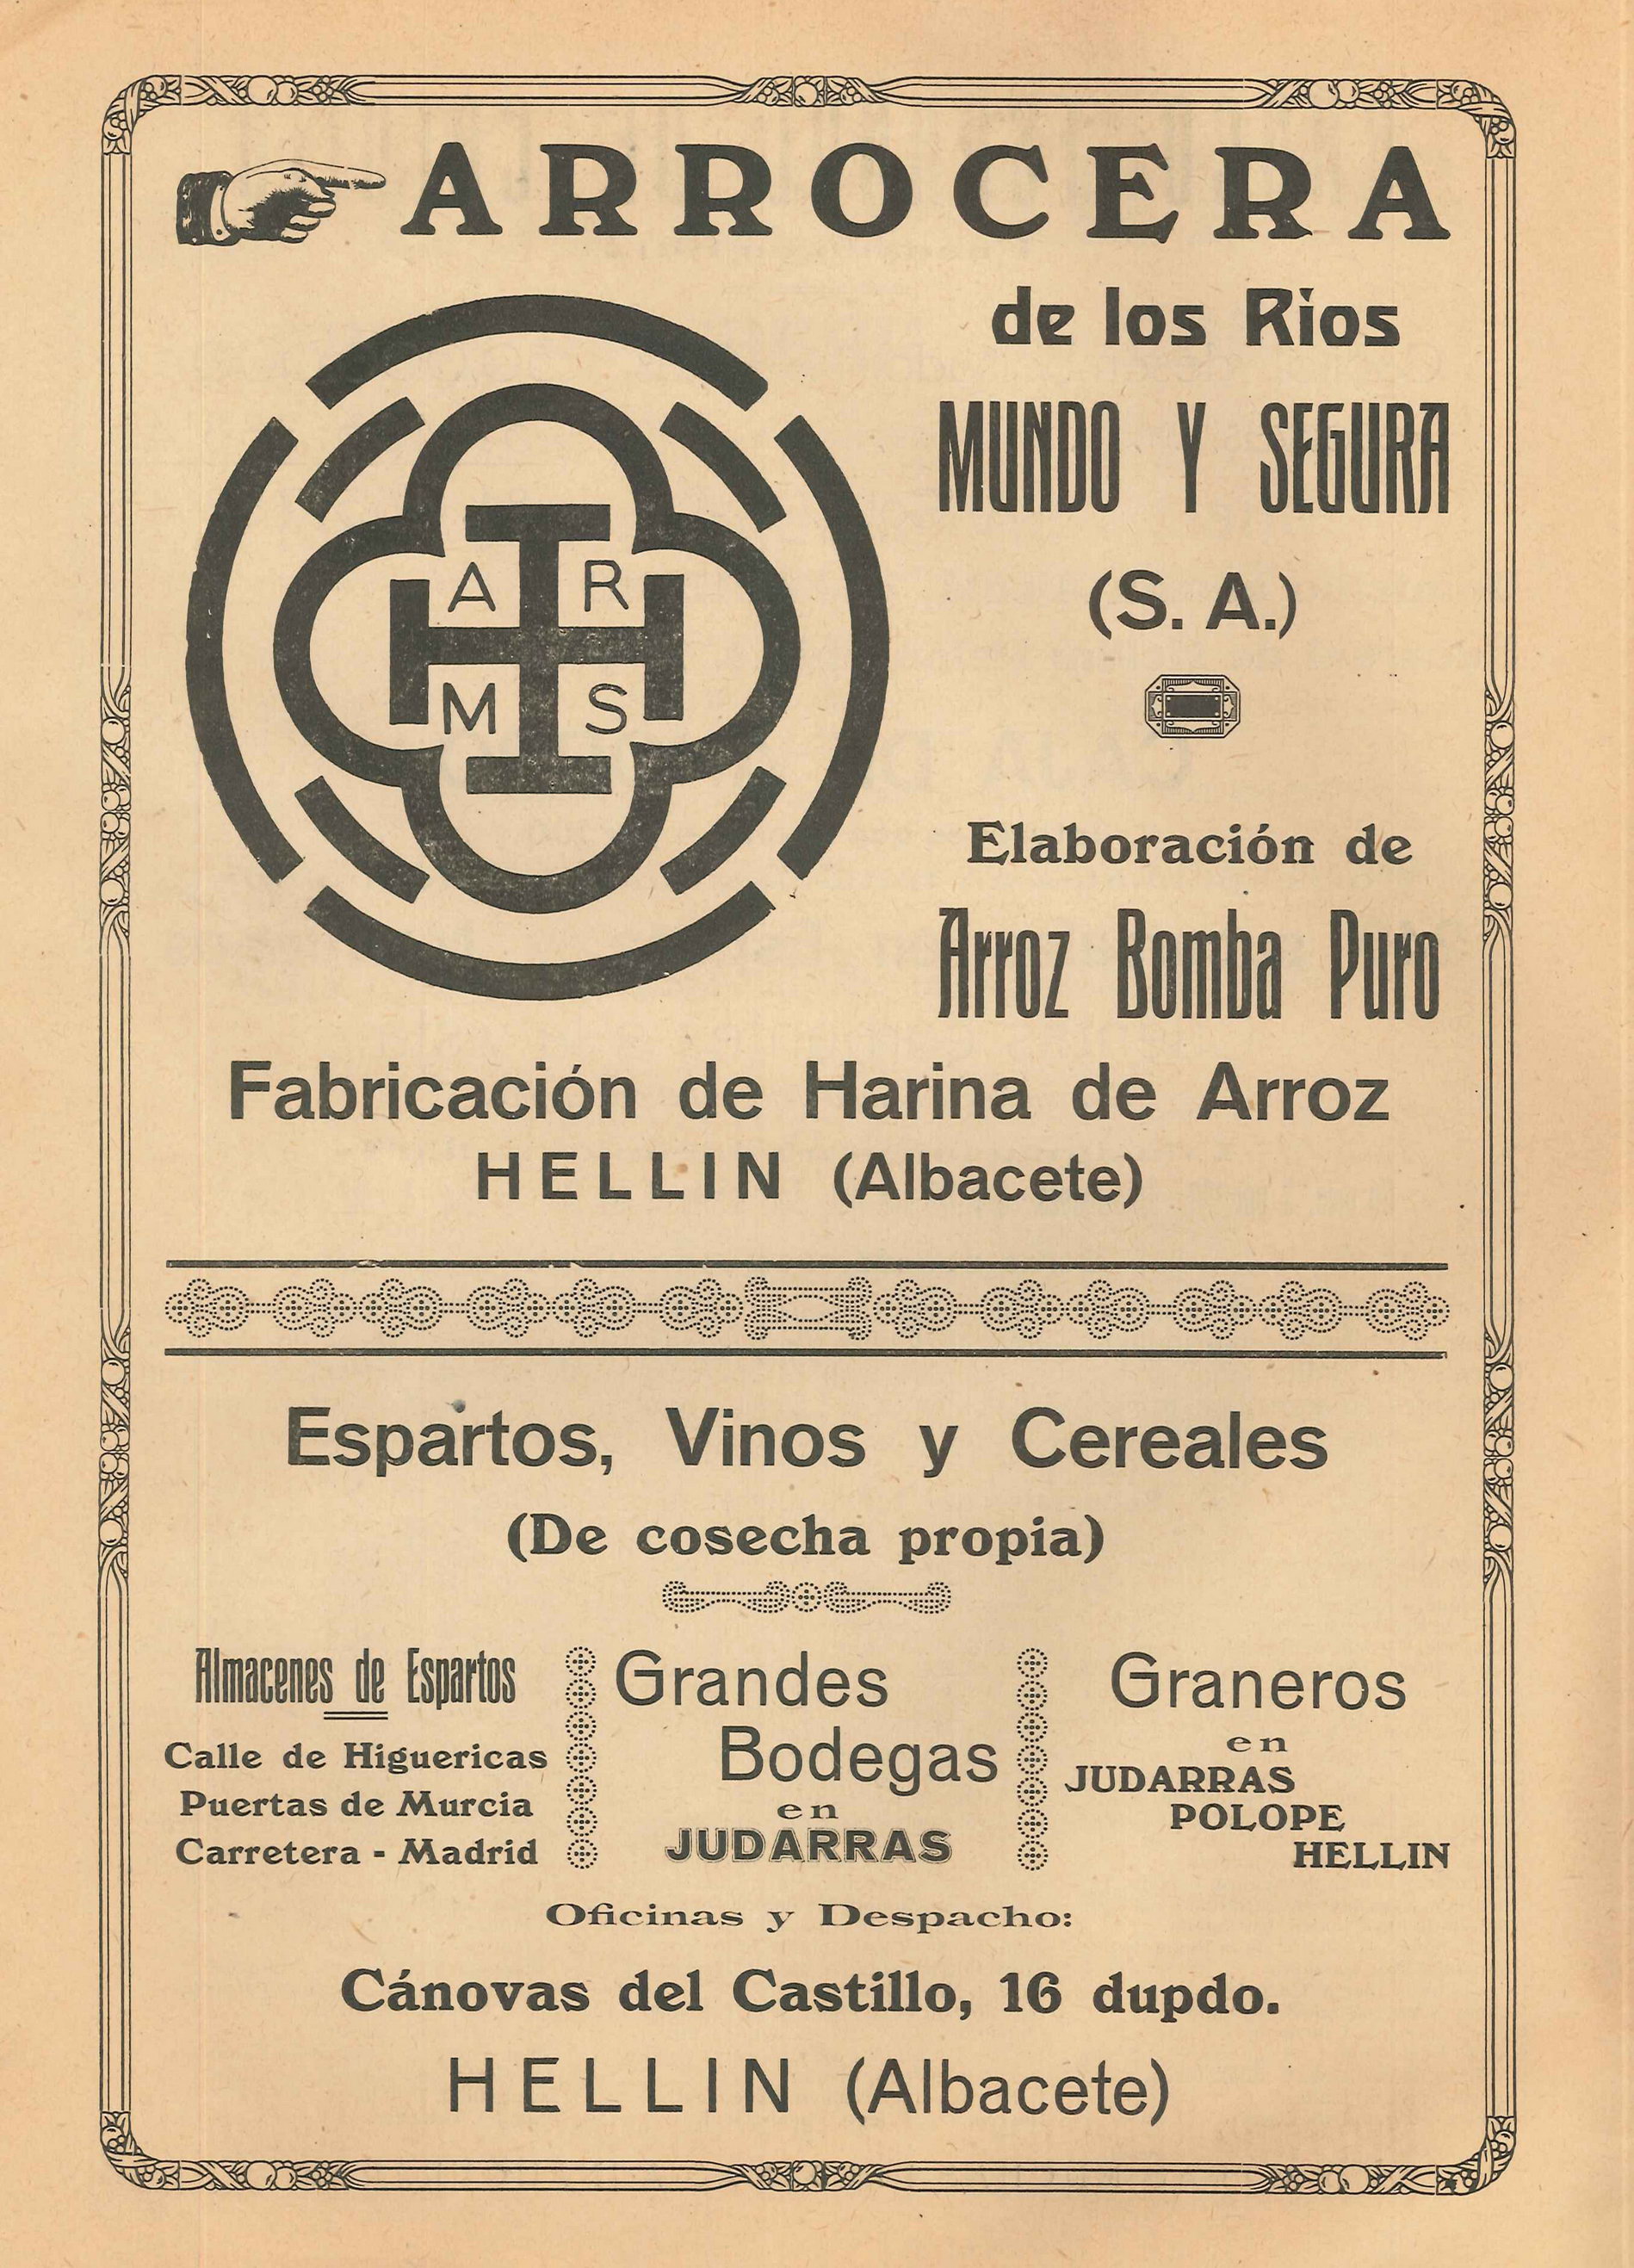 ARROCERA
de los Rios
MUNDO Y SEGURA
(S. A.)
A R
M S
Elaboración de
Arroz Bomba Puro
Fabricación de Harina de Arroz
HELLIN (Albacete)
Espartos, Vinos y Cereales
(De cosecha propia)
Almacenes de Espartos
Calle de Higuericas
Puertas de Murcia
Carretera - Madrid
Grandes
Bodegas
en
JUDARRAS
Graneros
en
JUDARRAS
POLOPE
HELLIN
Oficinas y Despacho:
Cánovas del Castillo, 16 dupdo.
HELLIN (Albacete)